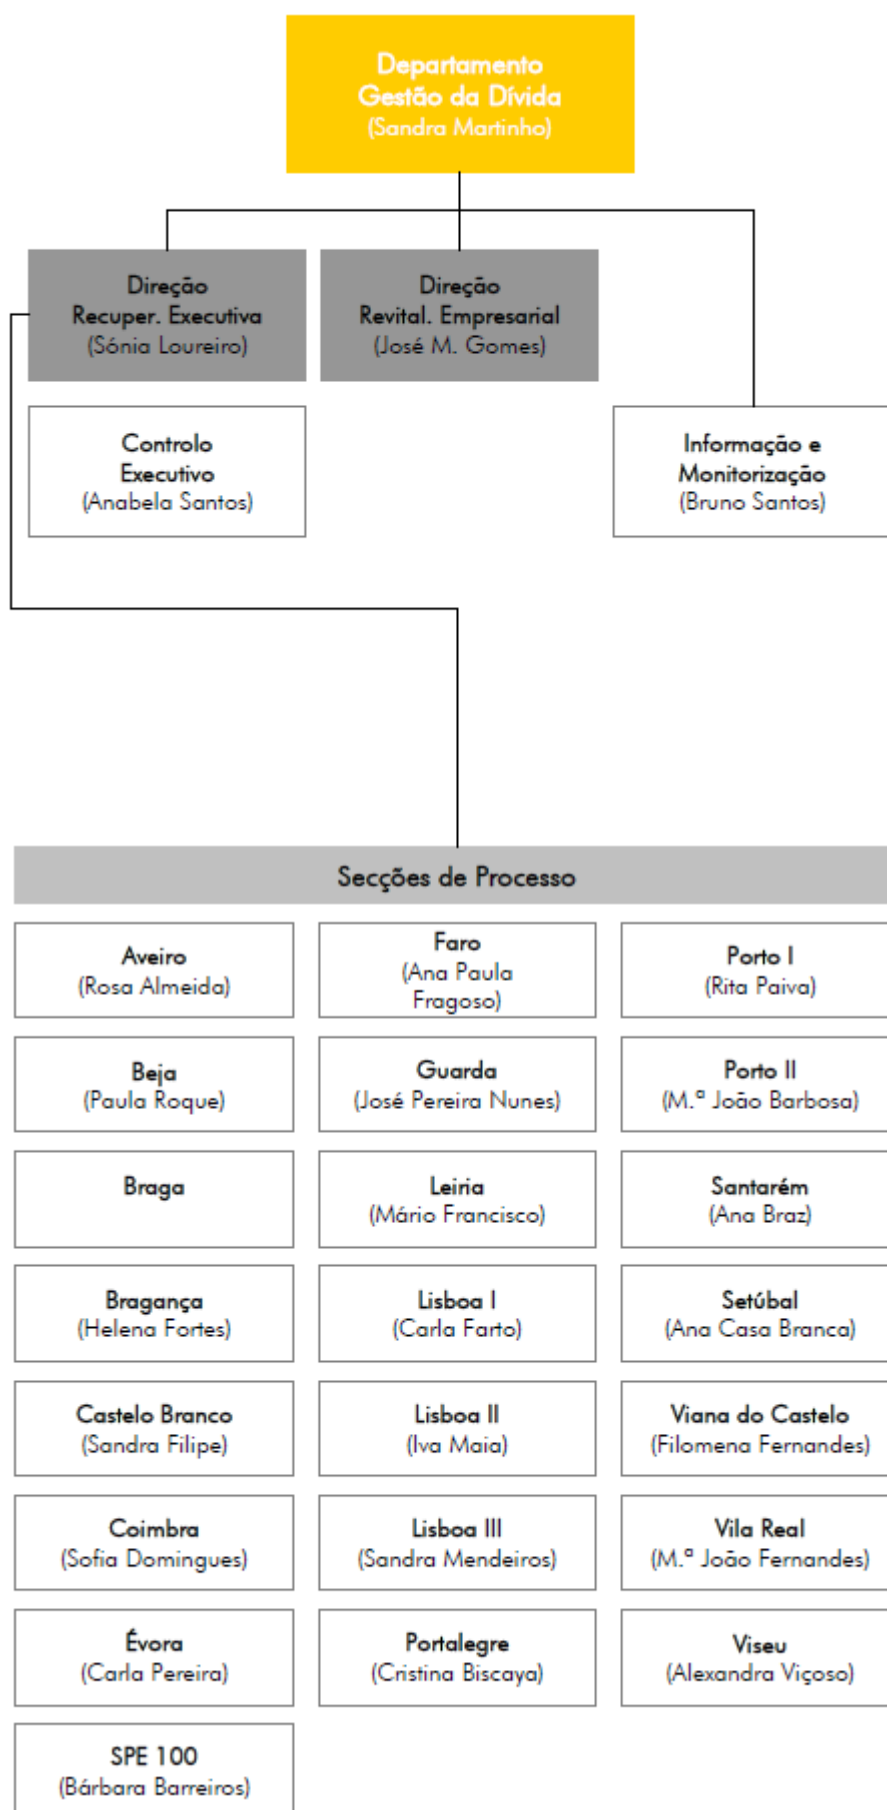 Departamento
Gestão da Dívida
(Sandra Martinho)
Direção
Recuper. Executiva
(Sónia Loureiro)
Direção
Revital. Empresarial
(José M. Gomes)
Controlo
Executivo
(Anabela Santos)
Informação e
Monitorização
(Bruno Santos)
Secções de Processo
Aveiro
(Rosa Almeida)
Faro
(Ana Paula
Fragoso)
Porto I
(Rita Paiva)
Beja
(Paula Roque)
Guarda
(José Pereira Nunes)
Porto II
(M.ª João Barbosa)
Braga
Leiria
(Mário Francisco)
Santarém
(Ana Braz)
Bragança
(Helena Fortes)
Lisboa I
(Carla Farto)
Setúbal
(Ana Casa Branca)
Castelo Branco
(Sandra Filipe)
Lisboa II
(Iva Maia)
Viana do Castelo
(Filomena Fernandes)
Coimbra
(Sofia Domingues)
Lisboa III
(Sandra Mendeiros)
Vila Real
(M.ª João Fernandes)
Évora
(Carla Pereira)
Portalegre
(Cristina Biscaya)
Viseu
(Alexandra Viçoso)
SPE 100
(Bárbara Barreiros)